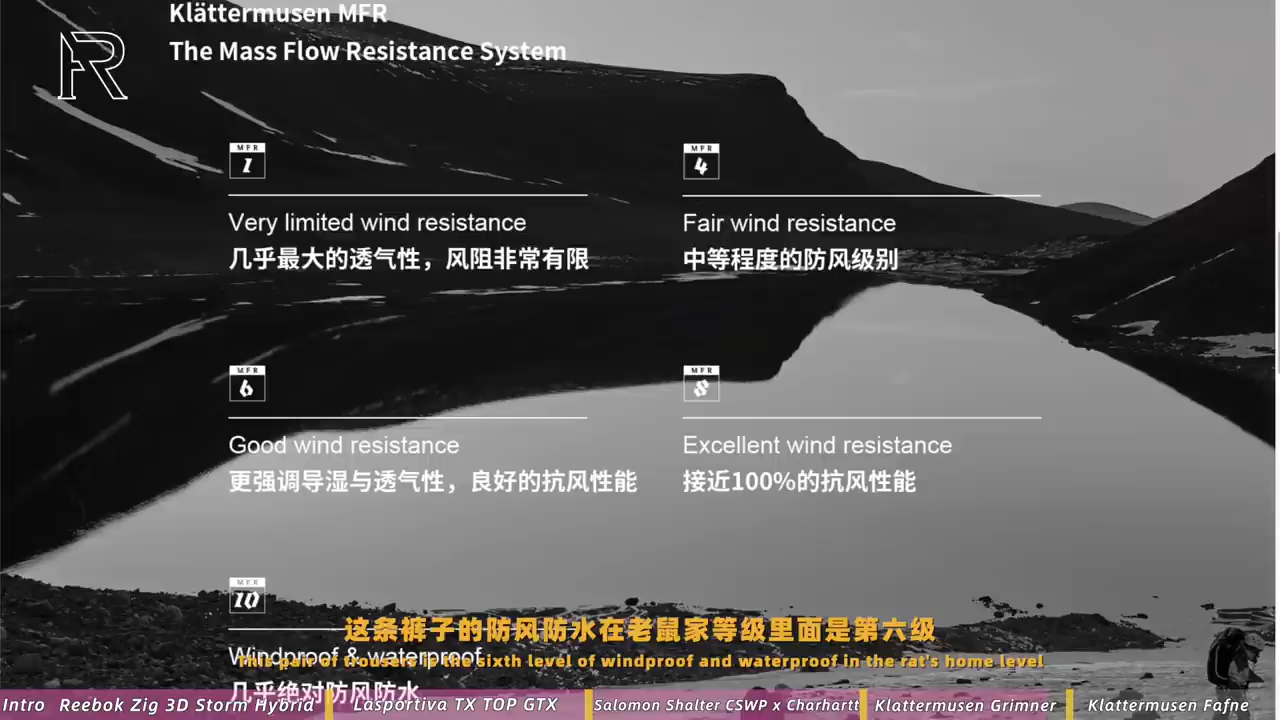 Klättermusen MFR
The Mass Flow Resistance System
MFR
1
Very limited wind resistance
几乎最大的透气性，风阻非常有限
MFR
4
Fair wind resistance
中等程度的防风级别
MFR
6
Good wind resistance
更强调导湿与透气性，良好的抗风性能
MFR
8
Excellent wind resistance
接近100%的抗风性能
MFR
10
Windproof & waterproof
几乎绝对防风防水
这条裤子的防风防水在老鼠家等级里面是第六级
This pair of trousers is the sixth level of windproof and waterproof in the rat's home level
Intro
Reebok Zig 3D Storm Hybrid
Lasportiva TX TOP GTX
Salomon Shalter CSWP x Charhartt
Klattermusen Grimner
Klattermusen Fafne